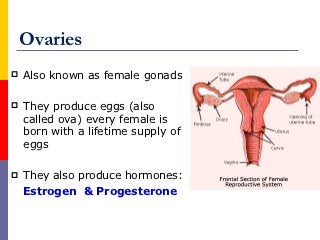 Ovaries
Also known as female gonads
They produce eggs (also
called ova) every female is
born with a lifetime supply of
eggs
They also produce hormones:
Estrogen & Progesterone
Uterine
Tube
Opening of
uterine tube
Fimbriae
Ovary
Uterus
Cervix
Vagina
Frontal Section of Female
Reproductive System